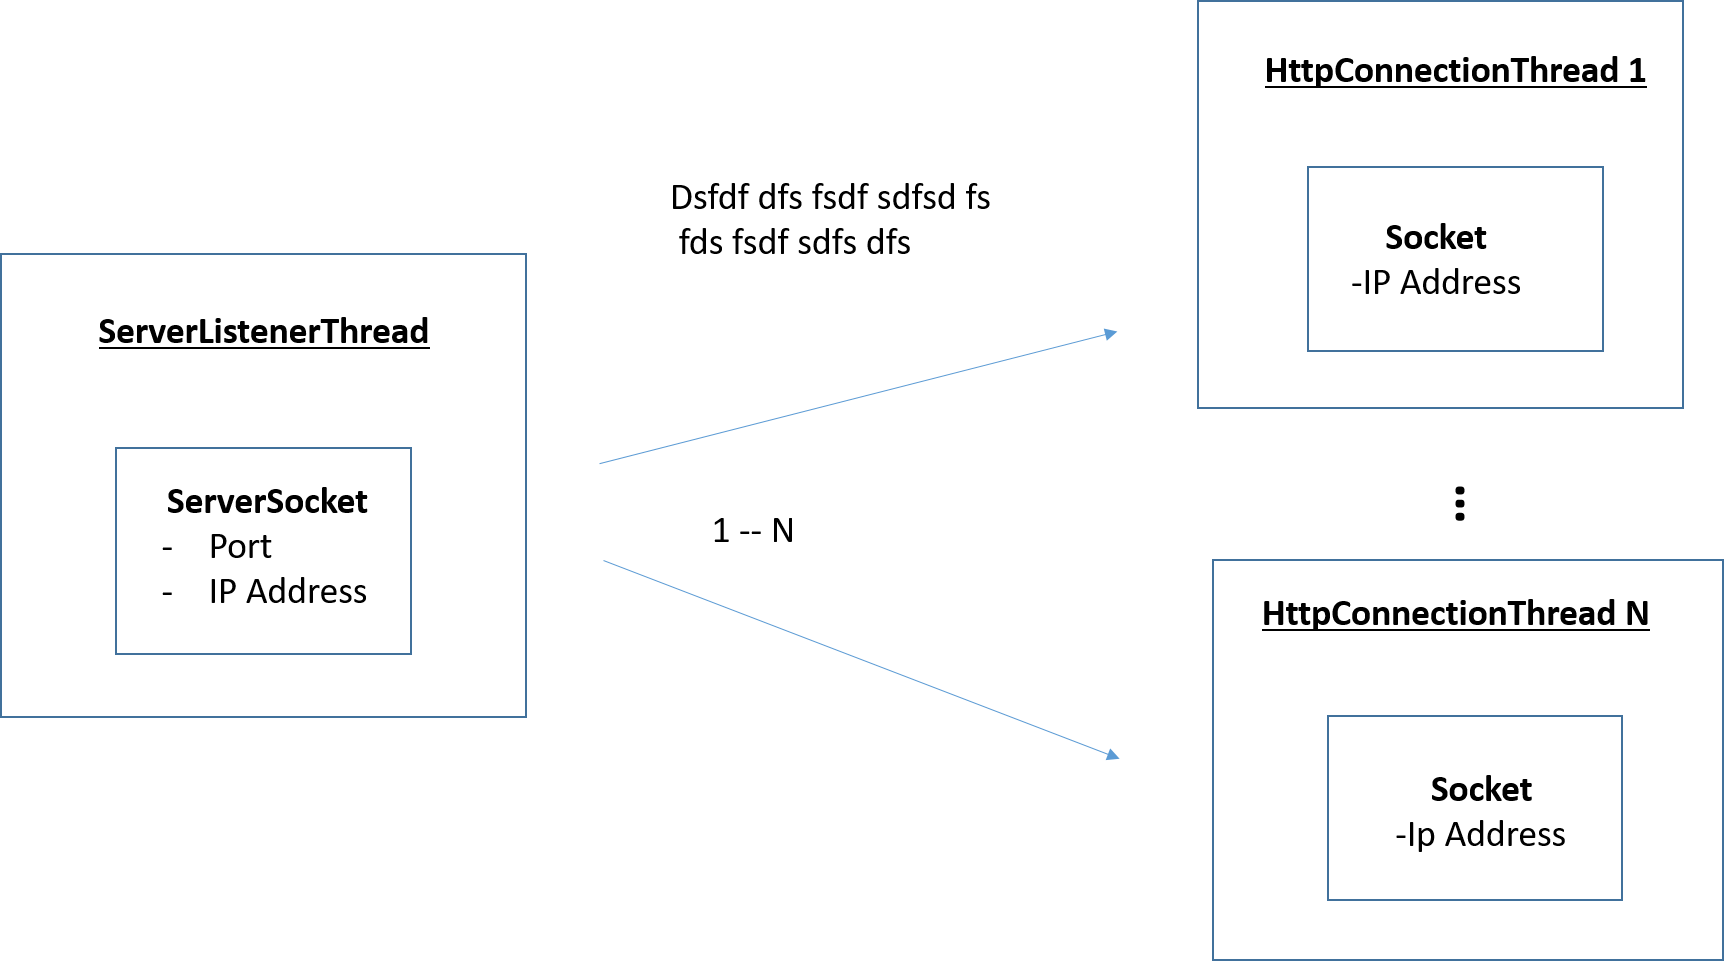 HttpConnectionThread 1
Socket
-IP Address
Dsfdf dfs fsdf sdfsd fs
fds fsdf sdfs dfs
ServerListenerThread
ServerSocket
- Port
- IP Address
1 -- N
HttpConnectionThread N
Socket
-Ip Address